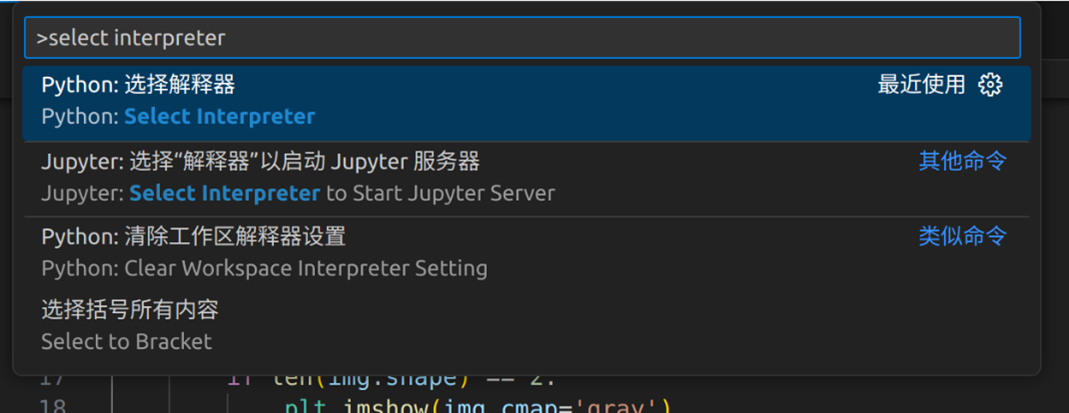 >select interpreter
Python: 选择解释器 最近使用
Python: Select Interpreter
Jupyter: 选择“解释器”以启动 Jupyter 服务器 其他命令
Jupyter: Select Interpreter to Start Jupyter Server
Python: 清除工作区解释器设置 类似命令
Python: Clear Workspace Interpreter Setting
选择括号所有内容
Select to Bracket
17 if len(img.shape) == 2:
18 plt.imshow(img,cmap='gray')